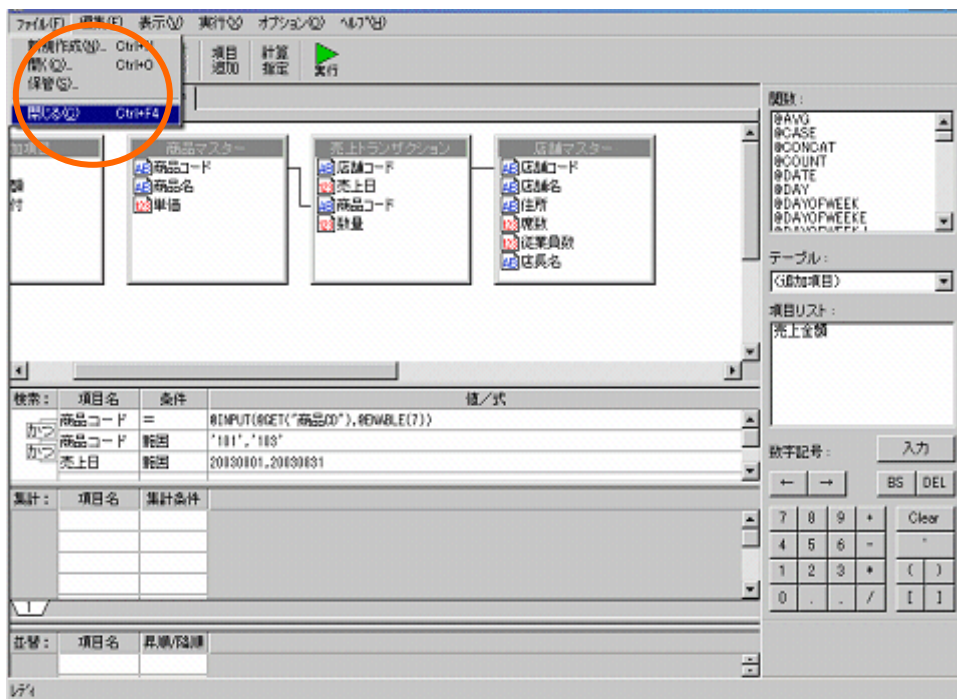 ファイル(F) 編集(E) 表示(V) 実行(X) オプション(O) ヘルプ(H)
新規作成(N)...
開く(O)... Ctrl+O
保管(S)...
閉じる(C) Ctrl+F4
項目
追加
計算
指定
実行
加項目
商品マスター
商品コード
商品名
単価
売上トランザクション
店舗コード
売上日
商品コード
数量
店舗マスター
店舗コード
店舗名
住所
席数
従業員数
店長名
関数：
@AVG
@CASE
@CONCAT
@COUNT
@DATE
@DAY
@DAYOFWEEK
@DAYOFWEEKE
テーブル：
(追加項目)
項目リスト：
売上金額
検索： 項目名 条件 値／式
商品コード = @INPUT(@GET("商品CD"),@ENABLE(7))
かつ 商品コード 範囲 '101','103'
かつ 売上日 範囲 20030801,20030831
集計： 項目名 集計条件
1
並替： 項目名 昇順/降順
数字記号： 入力
← → BS DEL
7 8 9 + Clear
4 5 6 -
1 2 3 * ( )
0 . / [ ]
レディ